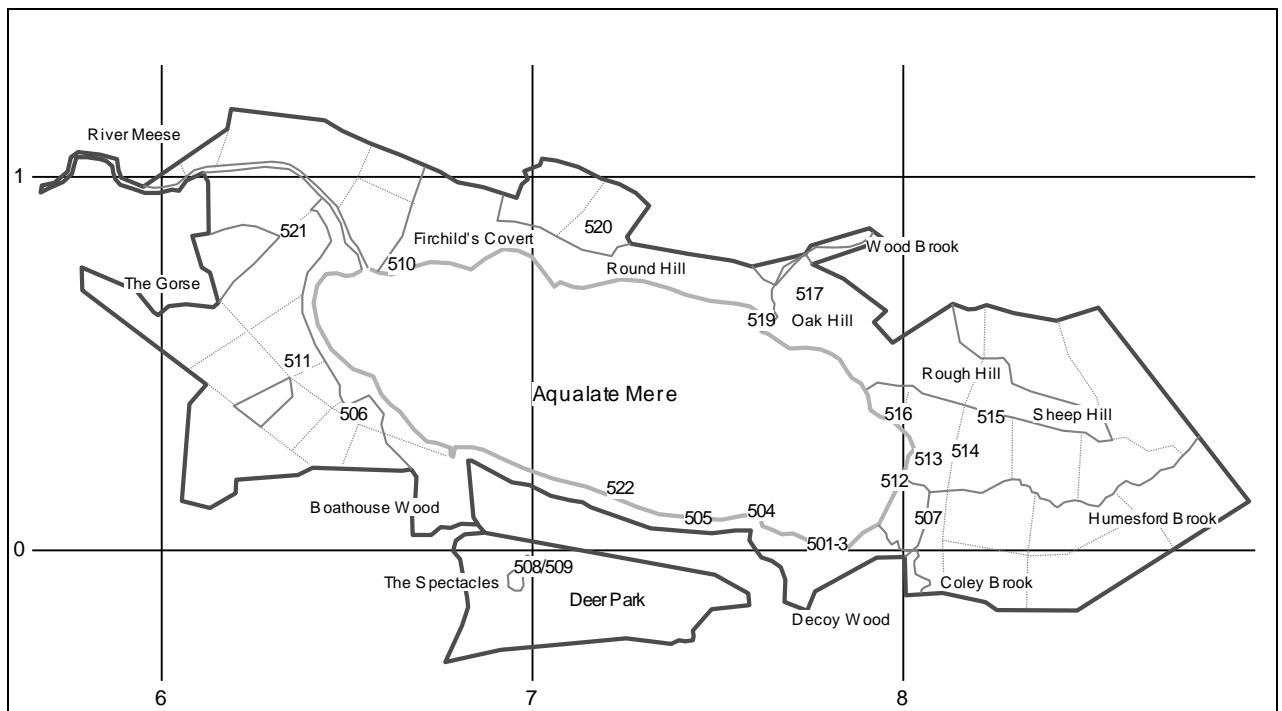 River Meese
1
521
520
Firchild's Covert
Wood Brook
510
Round Hill
The Gorse
517
519
Oak Hill
511
Rough Hill
Aqualate Mere
506
516
515
Sheep Hill
514
513
512
522
Boathouse Wood
504
505
507
Humesford Brook
501-3
0
508/509
The Spectacles
Coley Brook
Deer Park
Decoy Wood
6
7
8